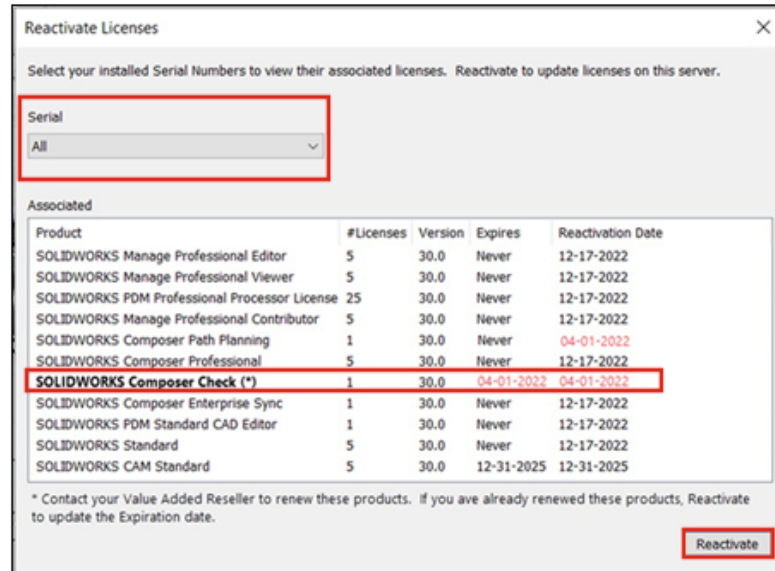 Reactivate Licenses
Select your installed Serial Numbers to view their associated licenses. Reactivate to update licenses on this server.
Serial
All
Associated
Product #Licenses Version Expires Reactivation Date
SOLIDWORKS Manage Professional Editor 5 30.0 Never 12-17-2022
SOLIDWORKS Manage Professional Viewer 5 30.0 Never 12-17-2022
SOLIDWORKS PDM Professional Processor License 25 30.0 Never 12-17-2022
SOLIDWORKS Manage Professional Contributor 5 30.0 Never 12-17-2022
SOLIDWORKS Composer Path Planning 1 30.0 Never 04-01-2022
SOLIDWORKS Composer Professional 5 30.0 Never 12-17-2022
SOLIDWORKS Composer Check (*) 1 30.0 04-01-2022 04-01-2022
SOLIDWORKS Composer Enterprise Sync 1 30.0 Never 12-17-2022
SOLIDWORKS PDM Standard CAD Editor 1 30.0 Never 12-17-2022
SOLIDWORKS Standard 5 30.0 Never 12-17-2022
SOLIDWORKS CAM Standard 5 30.0 12-31-2025 12-31-2025
* Contact your Value Added Reseller to renew these products. If you ave already renewed these products, Reactivate
to update the Expiration date.
Reactivate